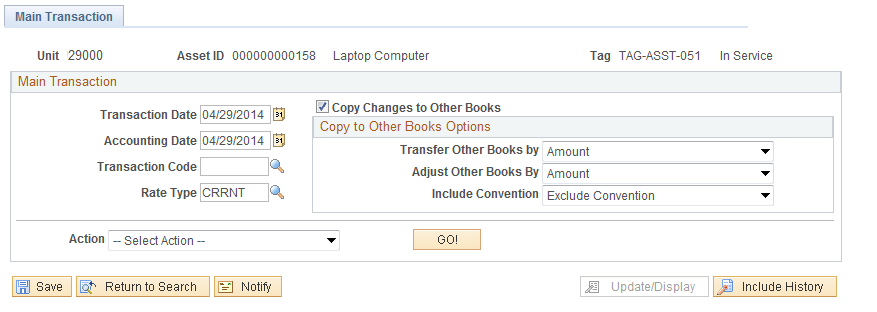 Main Transaction
Unit 29000 Asset ID 000000000158 Laptop Computer Tag TAG-ASST-051 In Service
Main Transaction
Transaction Date 04/29/2014 31
Accounting Date 04/29/2014 31
Transaction Code
Rate Type CRRNT
Copy Changes to Other Books
Copy to Other Books Options
Transfer Other Books by Amount
Adjust Other Books By Amount
Include Convention Exclude Convention
Action -- Select Action -- GO!
Save Return to Search Notify Update/Display Include History